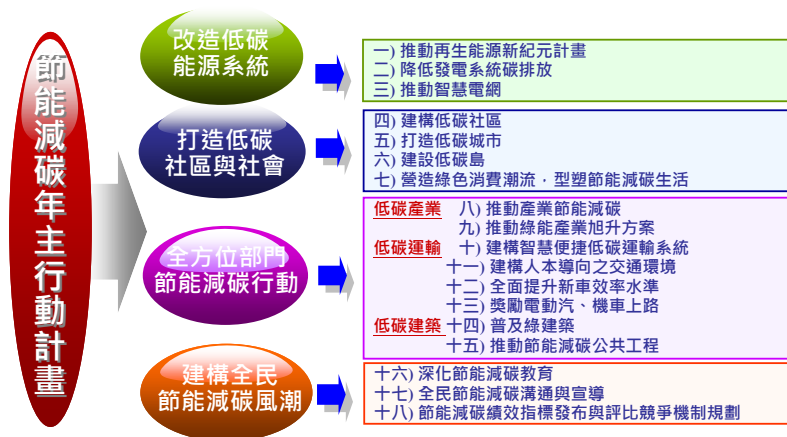 節能減碳年主行動計畫
改造低碳
能源系統
一) 推動再生能源新紀元計畫
二) 降低發電系統碳排放
三) 推動智慧電網
打造低碳
社區與社會
四) 建構低碳社區
五) 打造低碳城市
六) 建設低碳島
七) 營造綠色消費潮流，型塑節能減碳生活
全方位部門
節能減碳行動
低碳產業 八) 推動產業節能減碳
九) 推動綠能產業旭升方案
低碳運輸 十) 建構智慧便捷低碳運輸系統
十一) 建構人本導向之交通環境
十二) 全面提升新車效率水準
十三) 獎勵電動汽、機車上路
低碳建築 十四) 普及綠建築
十五) 推動節能減碳公共工程
建構全民
節能減碳風潮
十六) 深化節能減碳教育
十七) 全民節能減碳溝通與宣導
十八) 節能減碳績效指標發布與評比競爭機制規劃